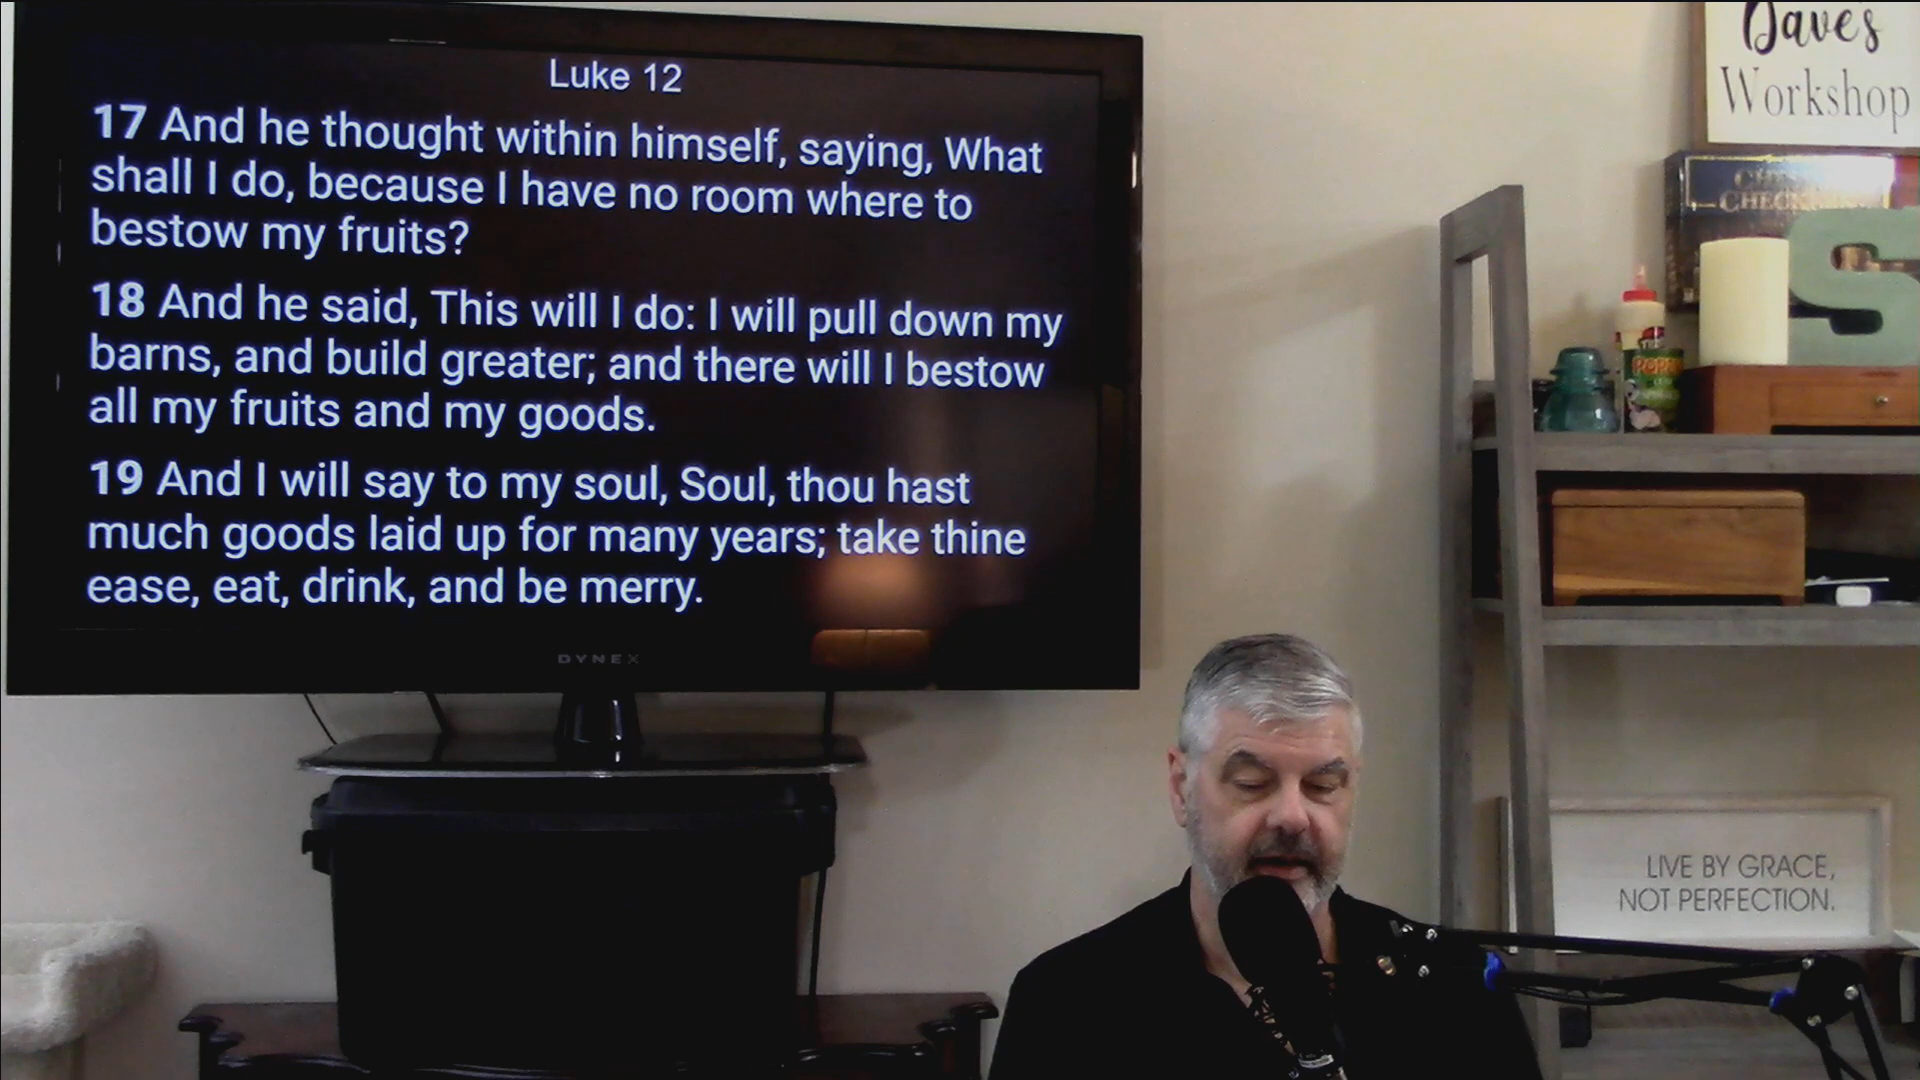 Luke 12
17 And he thought within himself, saying, What
shall I do, because I have no room where to
bestow my fruits?
18 And he said, This will I do: I will pull down my
barns, and build greater; and there will I bestow
all my fruits and my goods.
19 And I will say to my soul, Soul, thou hast
much goods laid up for many years; take thine
ease, eat, drink, and be merry.
DYNEX
Dave's
Workshop
S
LIVE BY GRACE,
NOT PERFECTION.